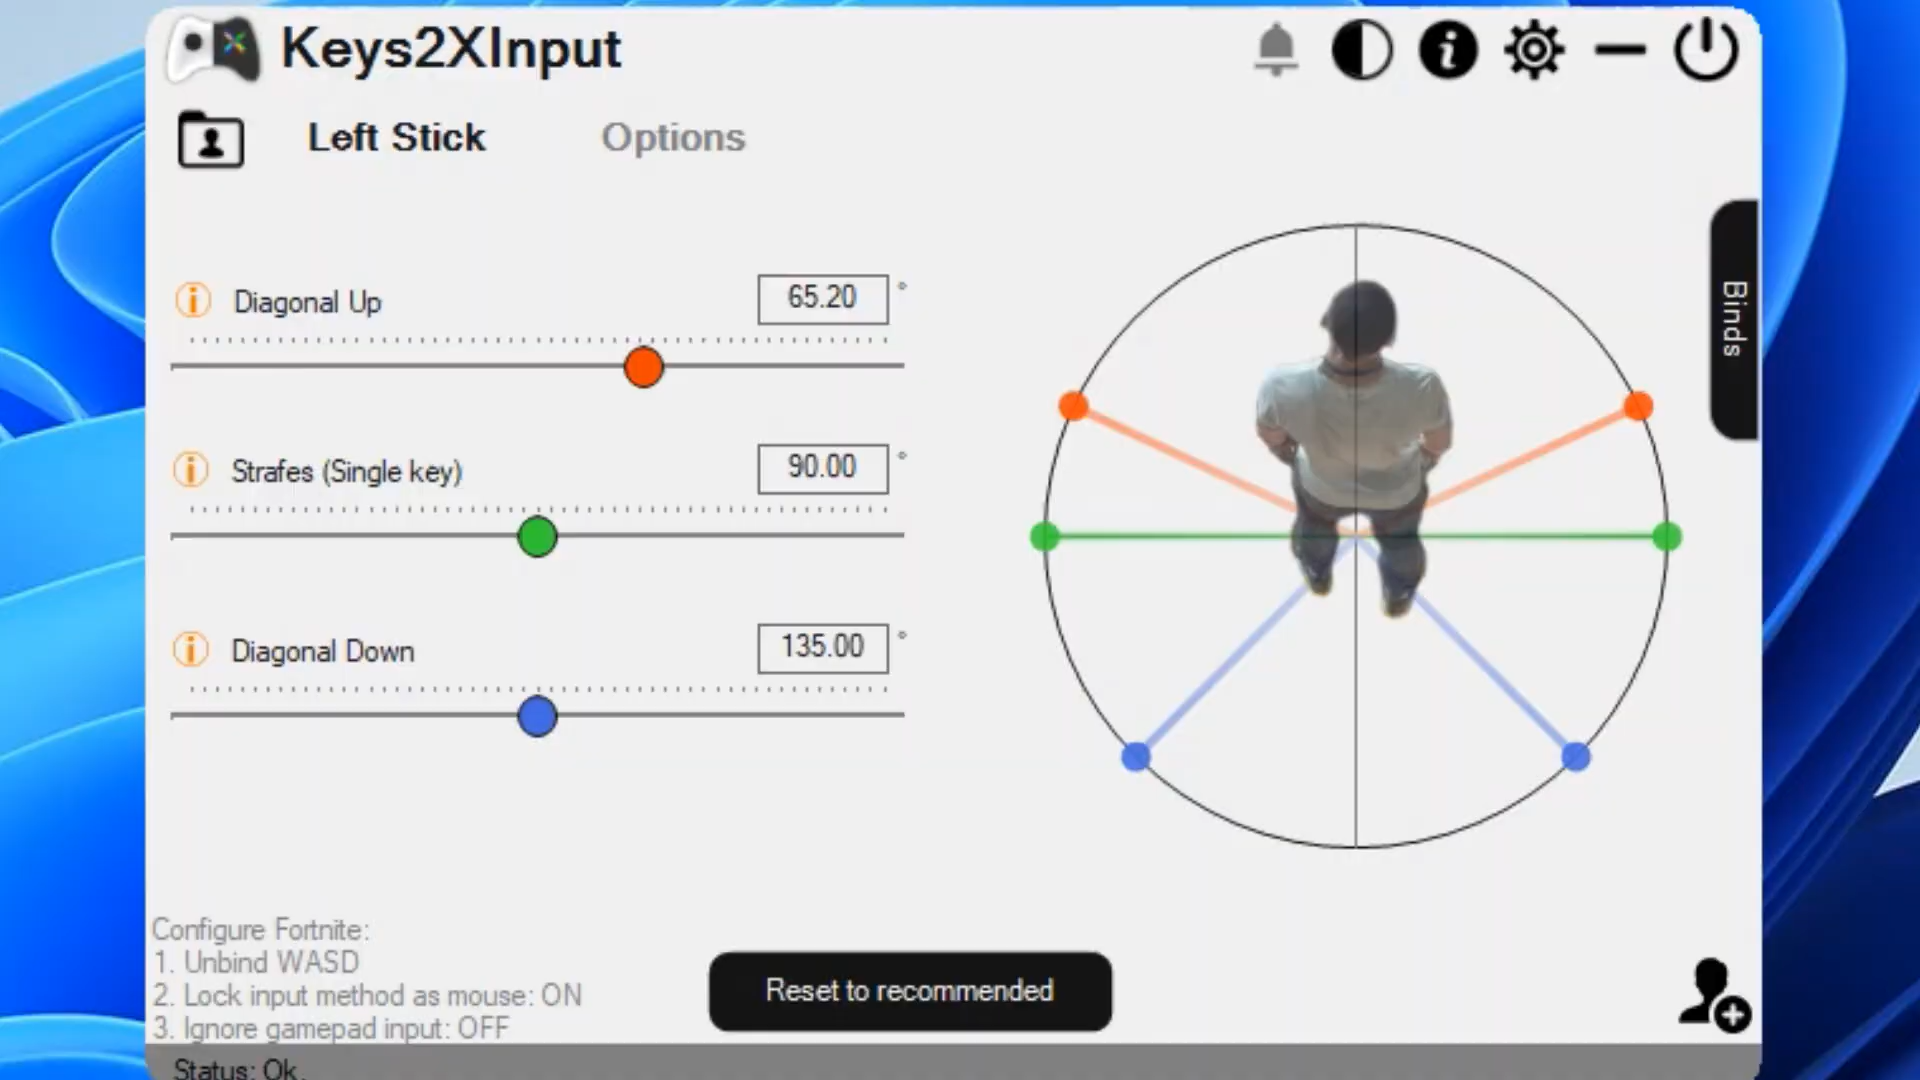 Keys2XInput
Left Stick
Options
Diagonal Up
65.20 °
Strafes (Single key)
90.00 °
Diagonal Down
135.00 °
Binds
Configure Fortnite:
1. Unbind WASD
2. Lock input method as mouse: ON
3. Ignore gamepad input: OFF
Reset to recommended
Status: Ok.